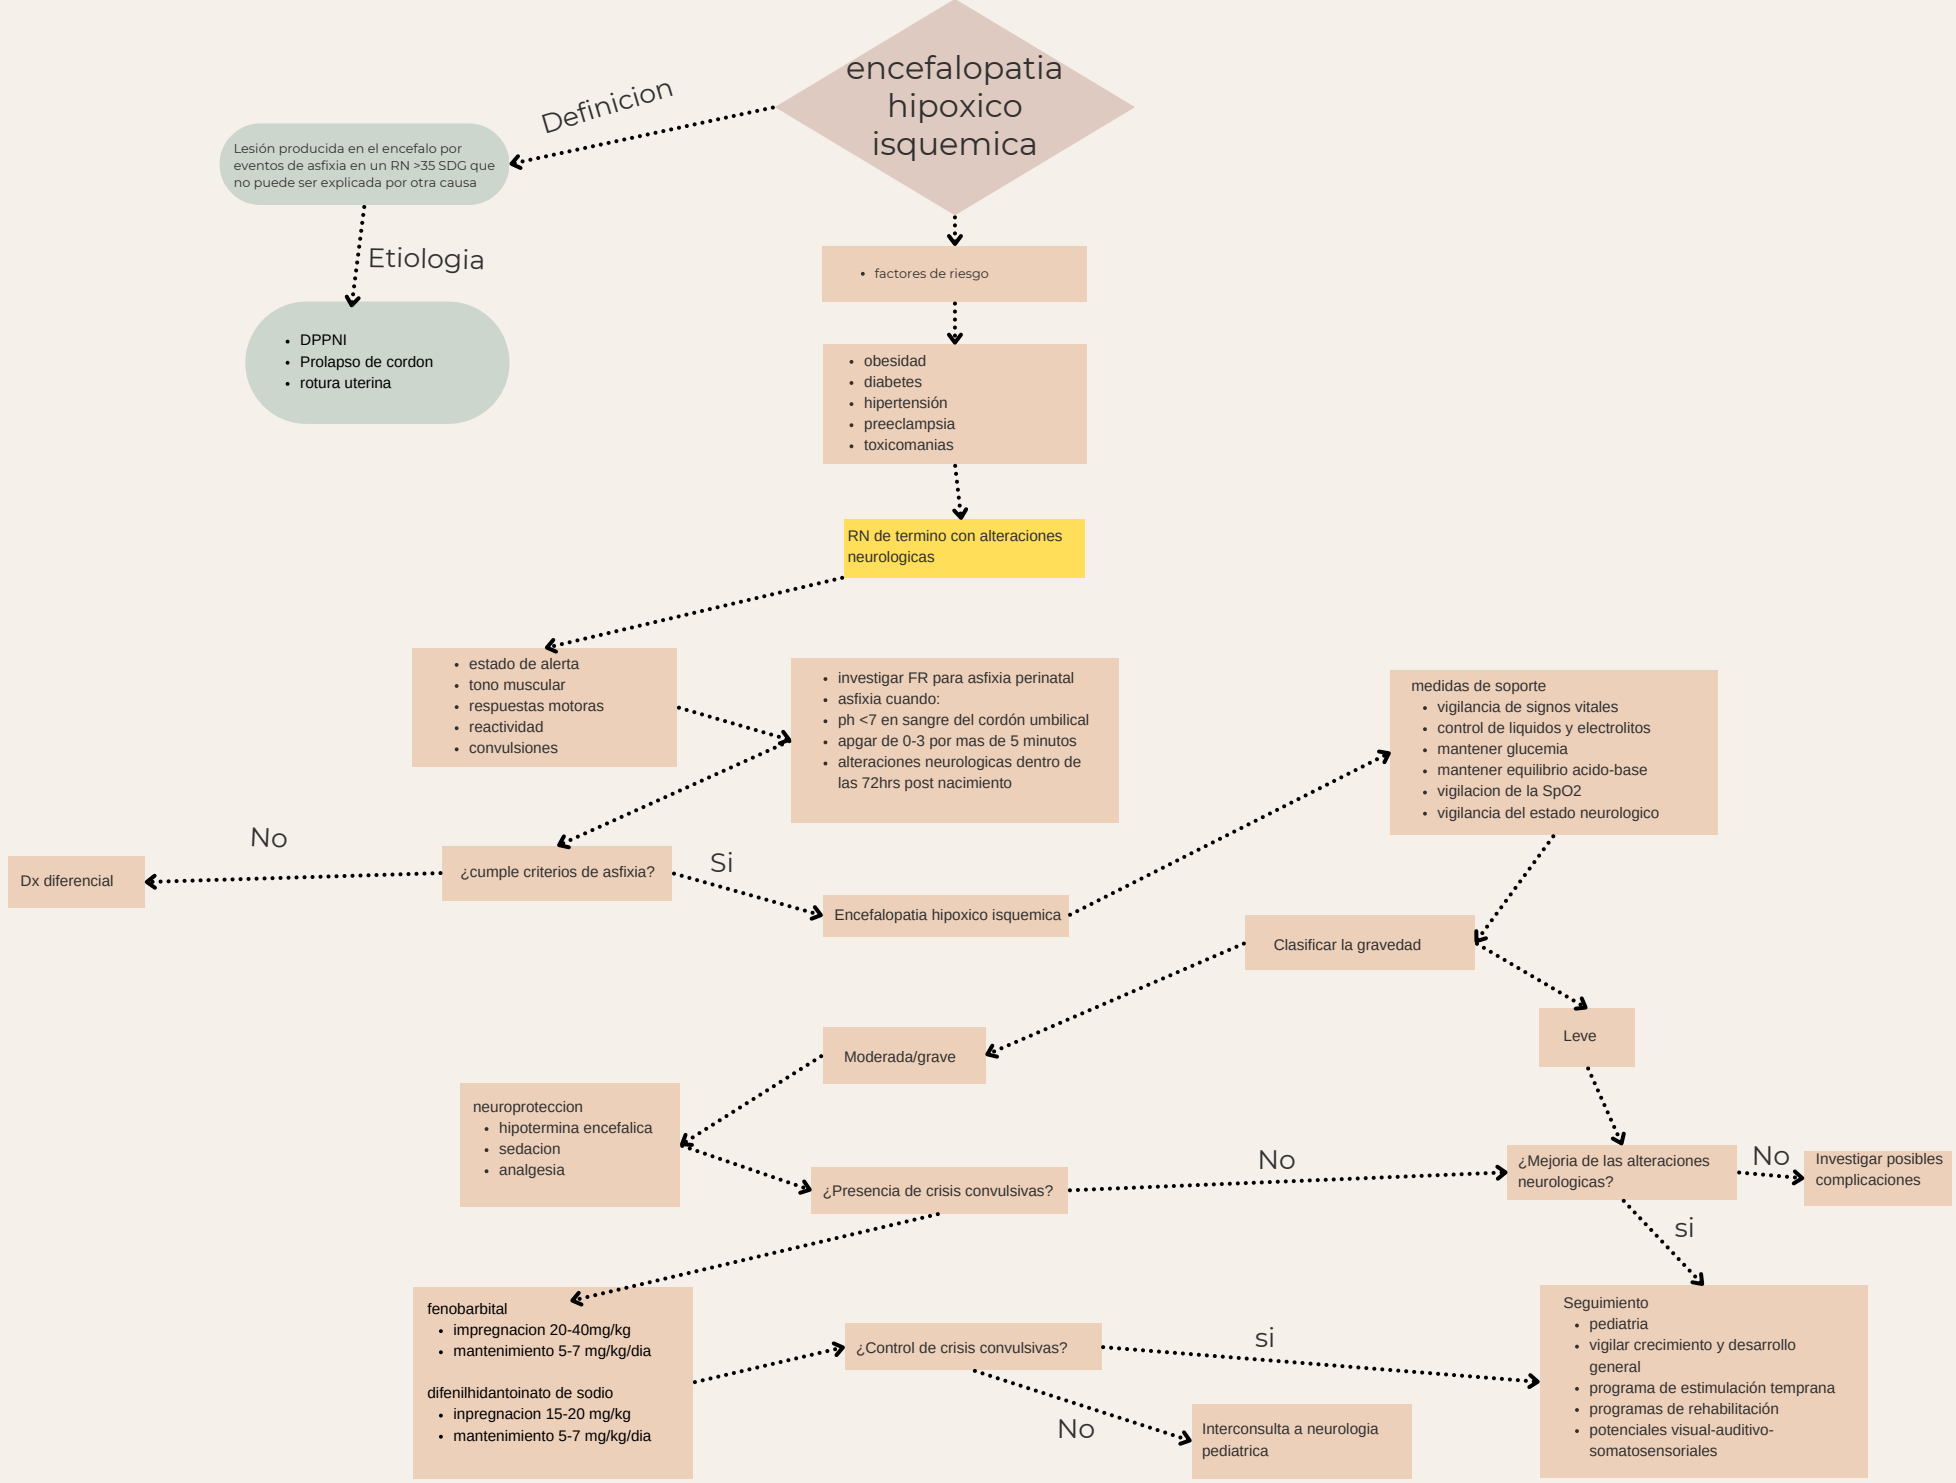 encefalopatia
hipoxico
isquemica
Definicion
Lesión producida en el encefalo por
eventos de asfixia en un RN >35 SDG que
no puede ser explicada por otra causa
Etiologia
• DPPNI
• Prolapso de cordon
• rotura uterina
• factores de riesgo
• obesidad
• diabetes
• hipertensión
• preeclampsia
• toxicomanias
RN de termino con alteraciones
neurologicas
• estado de alerta
• tono muscular
• respuestas motoras
• reactividad
• convulsiones
• investigar FR para asfixia perinatal
• asfixia cuando:
• ph <7 en sangre del cordón umbilical
• apgar de 0-3 por mas de 5 minutos
• alteraciones neurologicas dentro de
las 72hrs post nacimiento
medidas de soporte
• vigilancia de signos vitales
• control de liquidos y electrolitos
• mantener glucemia
• mantener equilibrio acido-base
• vigilacion de la SpO2
• vigilancia del estado neurologico
No
Dx diferencial
¿cumple criterios de asfixia?
Si
Encefalopatia hipoxico isquemica
Clasificar la gravedad
Leve
Moderada/grave
neuroproteccion
• hipotermina encefalica
• sedacion
• analgesia
¿Presencia de crisis convulsivas?
No
¿Mejoria de las alteraciones
neurologicas?
No
Investigar posibles
complicaciones
si
fenobarbital
• impregnacion 20-40mg/kg
• mantenimiento 5-7 mg/kg/dia
difenilhidantoinato de sodio
• inpregnacion 15-20 mg/kg
• mantenimiento 5-7 mg/kg/dia
¿Control de crisis convulsivas?
si
No
Interconsulta a neurologia
pediatrica
Seguimiento
• pediatria
• vigilar crecimiento y desarrollo
general
• programa de estimulación temprana
• programas de rehabilitación
• potenciales visual-auditivo-
somatosensoriales